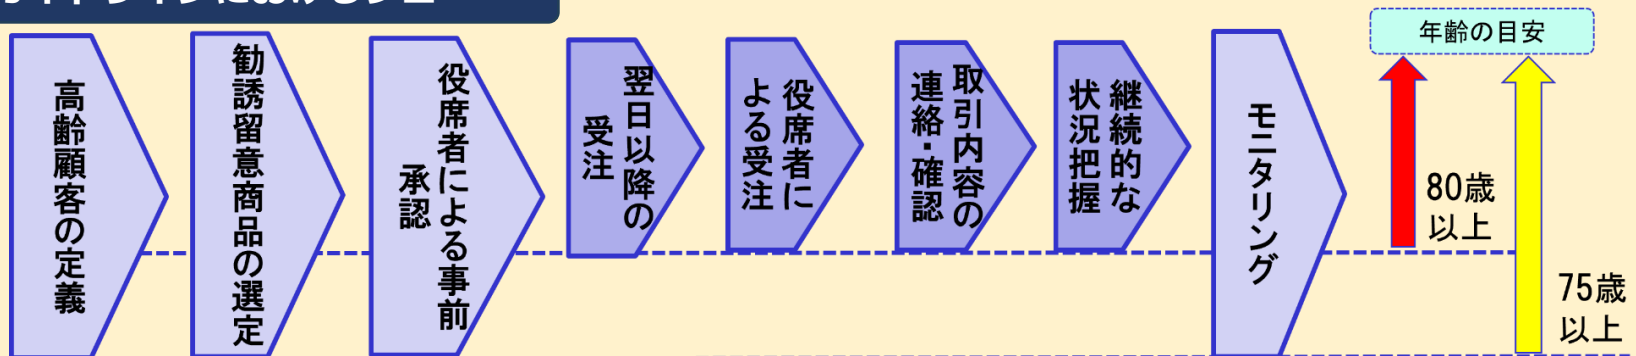 高齢顧客の定義
勧誘留意商品の選定
役席者による事前
承認
翌日以降の
受注
役席者に
よる受注
取引内容の
連絡・確認
継続的な
状況把握
モニタリング
年齢の目安
80歳
以上
75歳
以上